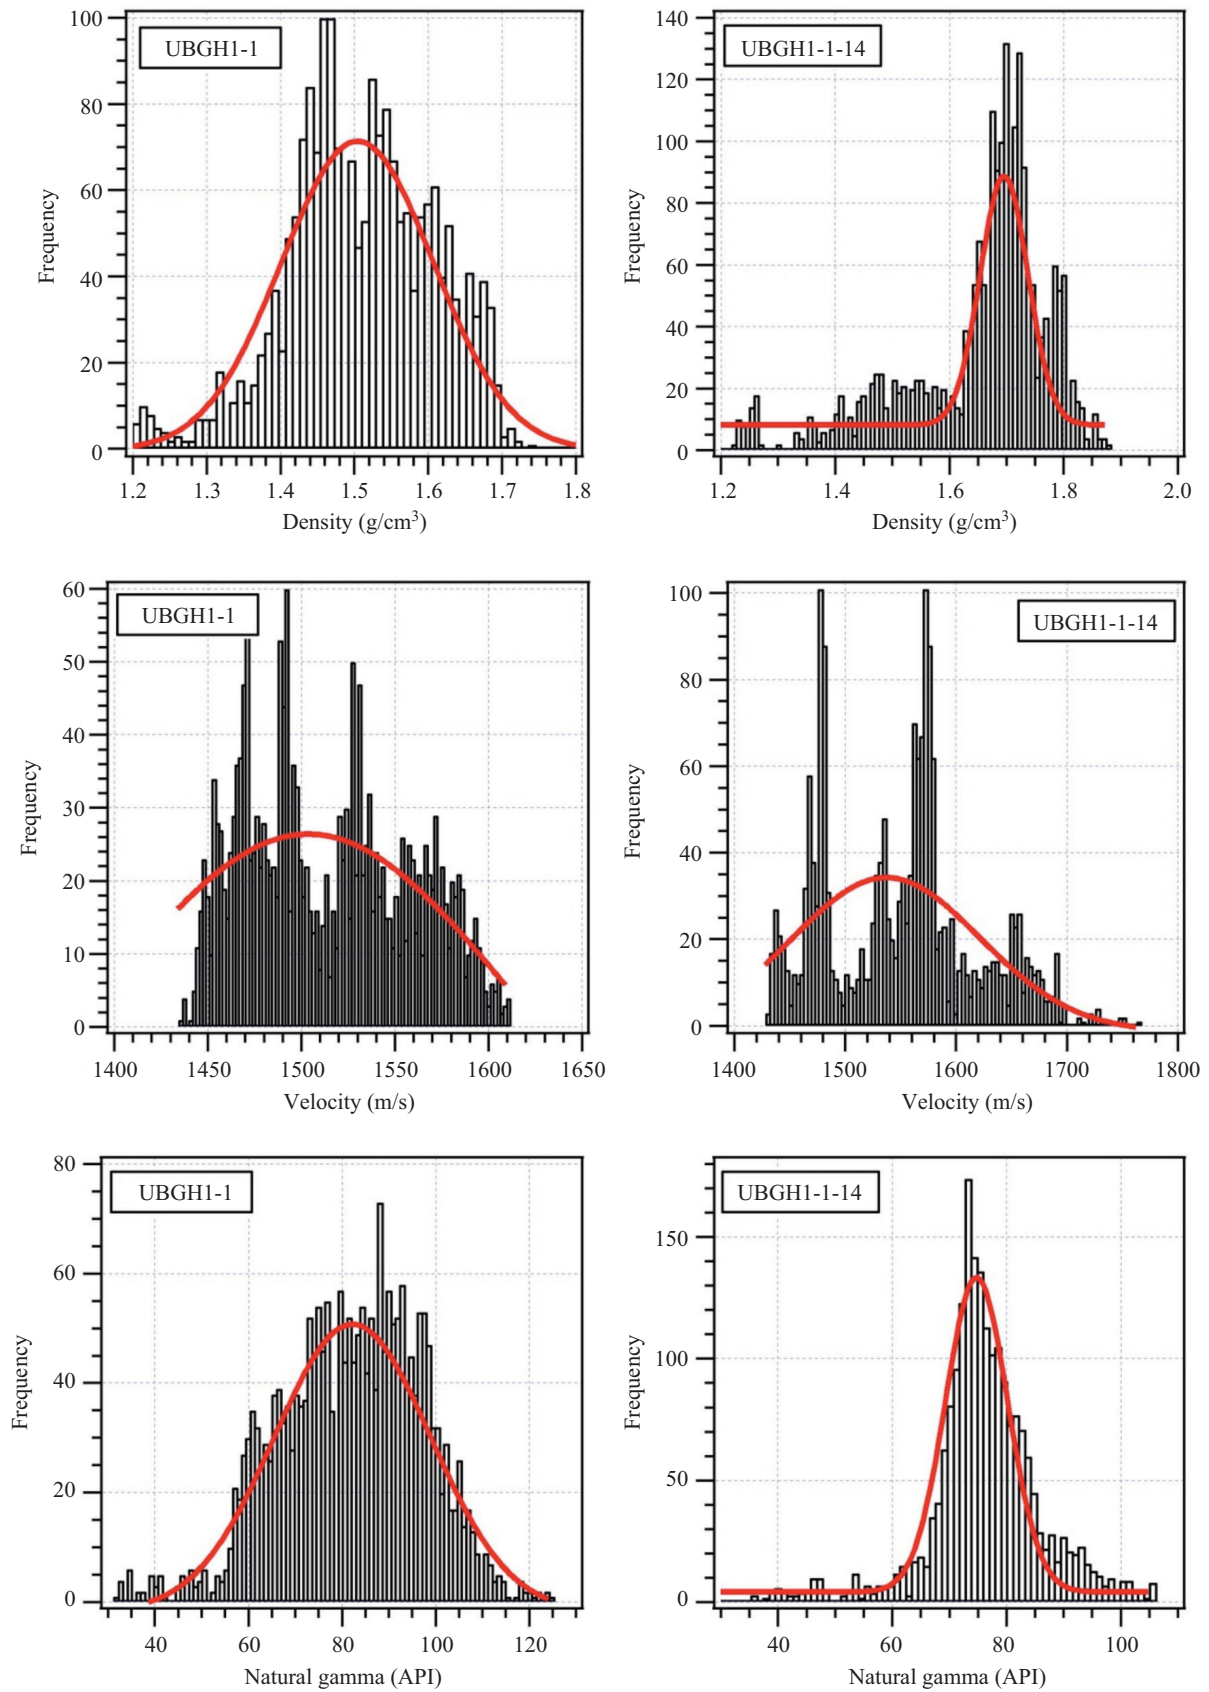 UBGH1-1
Frequency
100
80
60
40
20
0
1.2 1.3 1.4 1.5 1.6 1.7 1.8
Density (g/cm³)
UBGH1-1-14
Frequency
140
120
100
80
60
40
20
0
1.2 1.4 1.6 1.8 2.0
Density (g/cm³)
UBGH1-1
Frequency
60
50
40
30
20
10
0
1400 1450 1500 1550 1600 1650
Velocity (m/s)
UBGH1-1-14
Frequency
100
80
60
40
20
0
1400 1500 1600 1700 1800
Velocity (m/s)
UBGH1-1
Frequency
80
60
40
20
0
40 60 80 100 120
Natural gamma (API)
UBGH1-1-14
Frequency
150
100
50
0
40 60 80 100
Natural gamma (API)